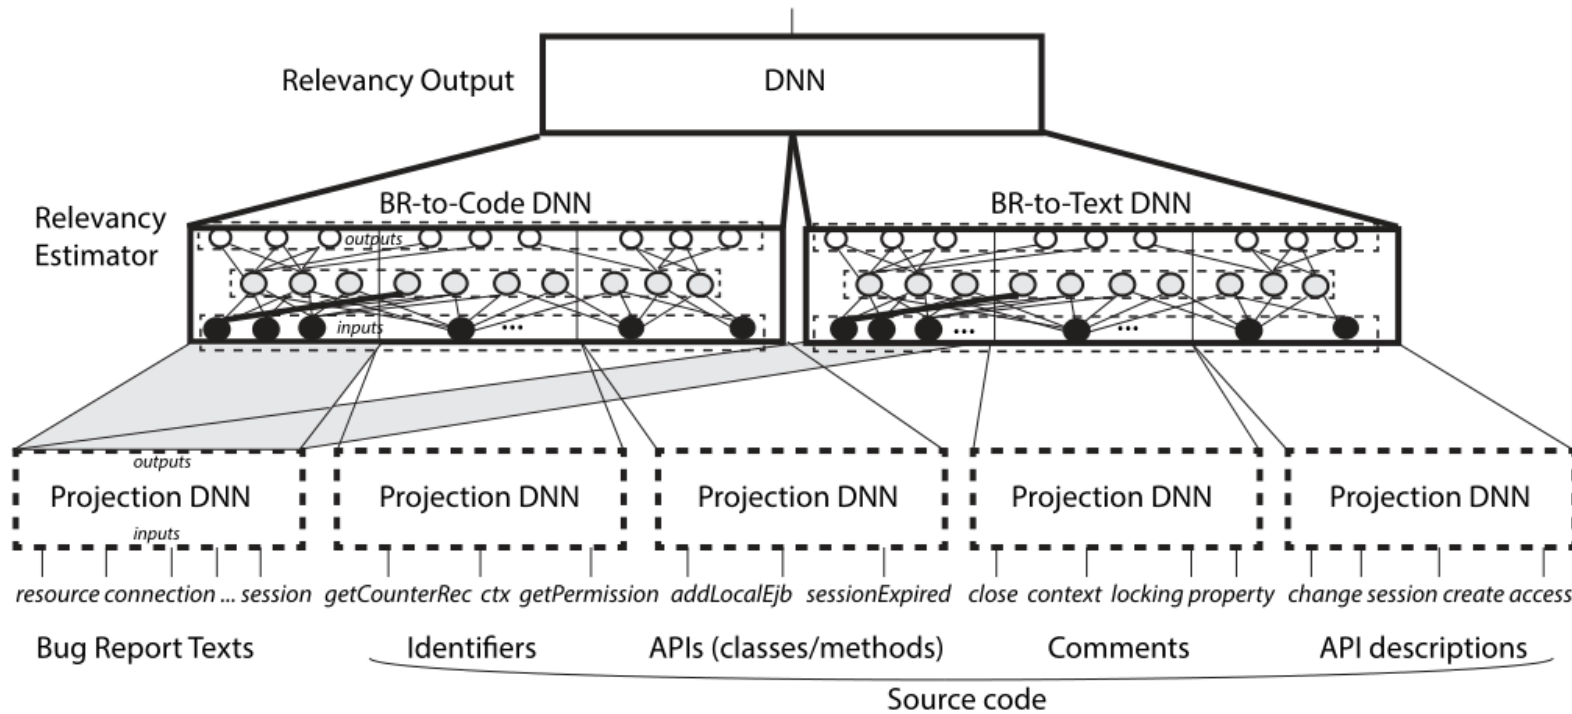 Relevancy Output
DNN
Relevancy
Estimator
BR-to-Code DNN
BR-to-Text DNN
outputs
inputs
...
...
...
outputs
Projection DNN
inputs
Projection DNN
Projection DNN
Projection DNN
Projection DNN
resource connection ... session
getCounterRec ctx getPermission
addLocalEjb sessionExpired
close context locking property
change session create access
Bug Report Texts
Identifiers
APIs (classes/methods)
Comments
API descriptions
Source code